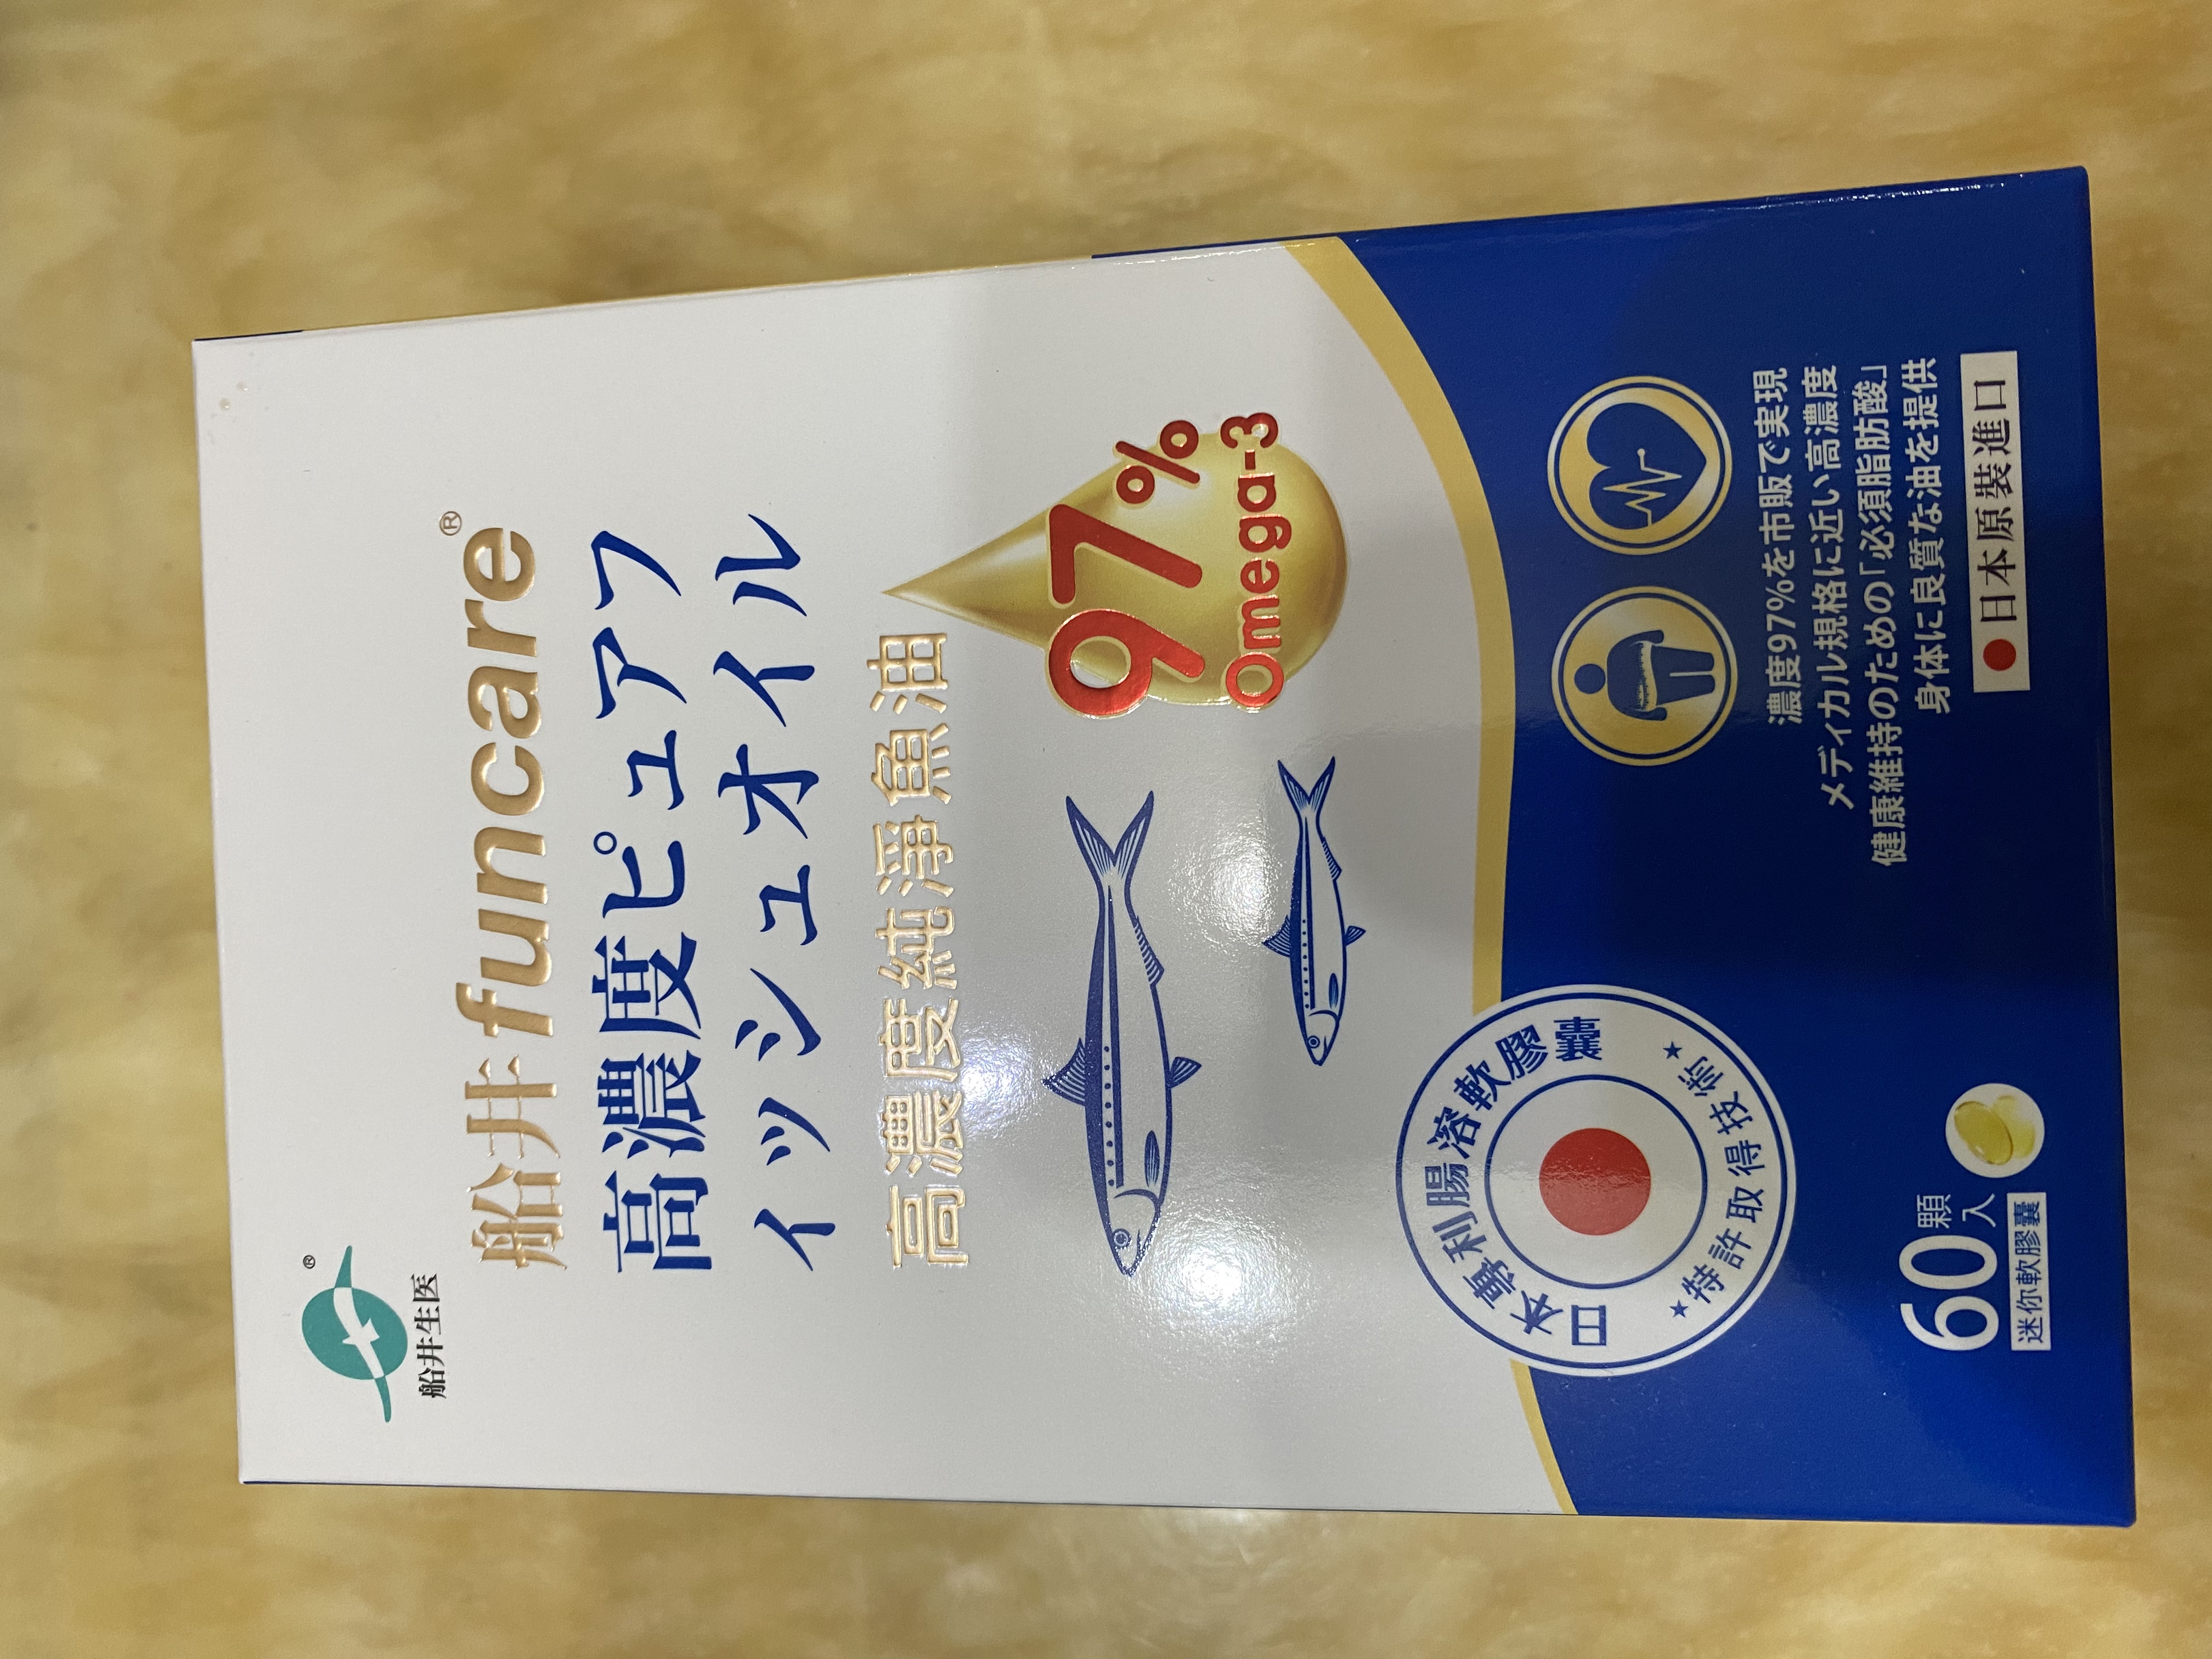 船井生医®
船井 funcare®
高濃度ピュアフ
ィッシュオイル
高濃度純淨魚油
97%
Omega-3
日本專利腸溶軟膠囊
★特許取得技術★
濃度97%を市販で実現
メディカル規格に近い高濃度
健康維持のための「必須脂肪酸」
身体に良質な油を提供
日本原裝進口
60顆入
迷你軟膠囊